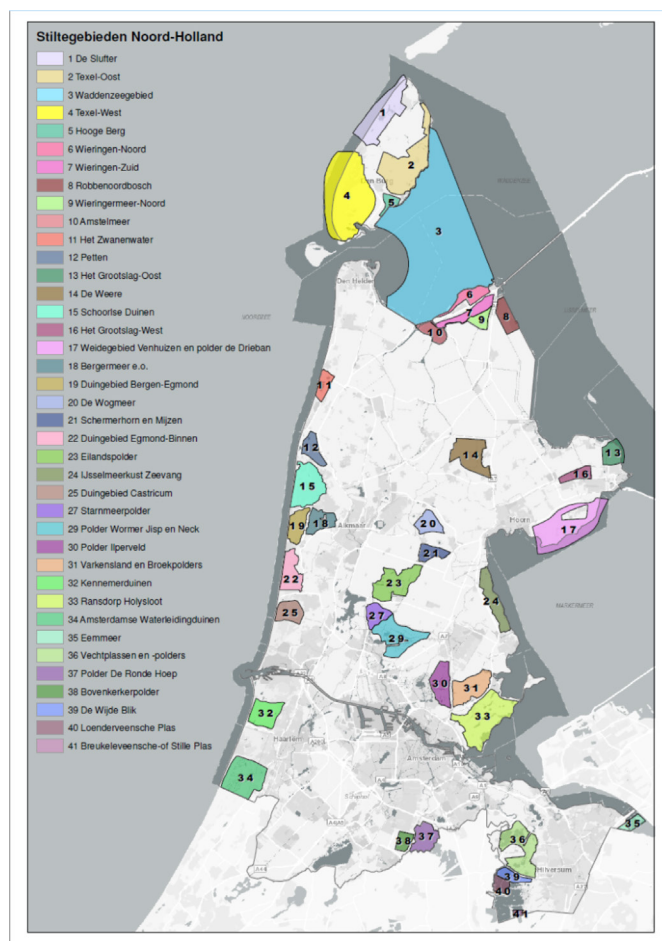 Stiltegebieden Noord-Holland
1 De Slufter
2 Texel-Oost
3 Waddenzeegebied
4 Texel-West
5 Hooge Berg
6 Wieringen-Noord
7 Wieringen-Zuid
8 Robbenoordbosch
9 Wieringermeer-Noord
10 Amstelmeer
11 Het Zwanenwater
12 Petten
13 Het Grootslag-Oost
14 De Weere
15 Schoorlse Duinen
16 Het Grootslag-West
17 Weidegebied Venhuizen en polder de Drieban
18 Bergermeer e.o.
19 Duingebied Bergen-Egmond
20 De Wogmeer
21 Schermerhorn en Mijzen
22 Duingebied Egmond-Binnen
23 Eilandspolder
24 IJsselmeerkust Zeevang
25 Duingebied Castricum
27 Starnmeerpolder
29 Polder Wormer Jisp en Neck
30 Polder Ilperveld
31 Varkensland en Broekpolders
32 Kennemerduinen
33 Ransdorp Holysloot
34 Amsterdamse Waterleidingduinen
35 Eemmeer
36 Vechtplassen en -polders
37 Polder De Ronde Hoep
38 Bovenkerkerpolder
39 De Wijde Blik
40 Loenderveensche Plas
41 Breukeleveensche-of Stille Plas
1
2
4
5
3
Den Helder
6
7
8
9
10
11
12
13
14
15
16
17
18
19
Alkmaar
20
Hoorn
21
22
23
24
25
27
29
30
31
32
33
Haarlem
Amsterdam
34
35
36
37
38
Hilversum
39
40
41